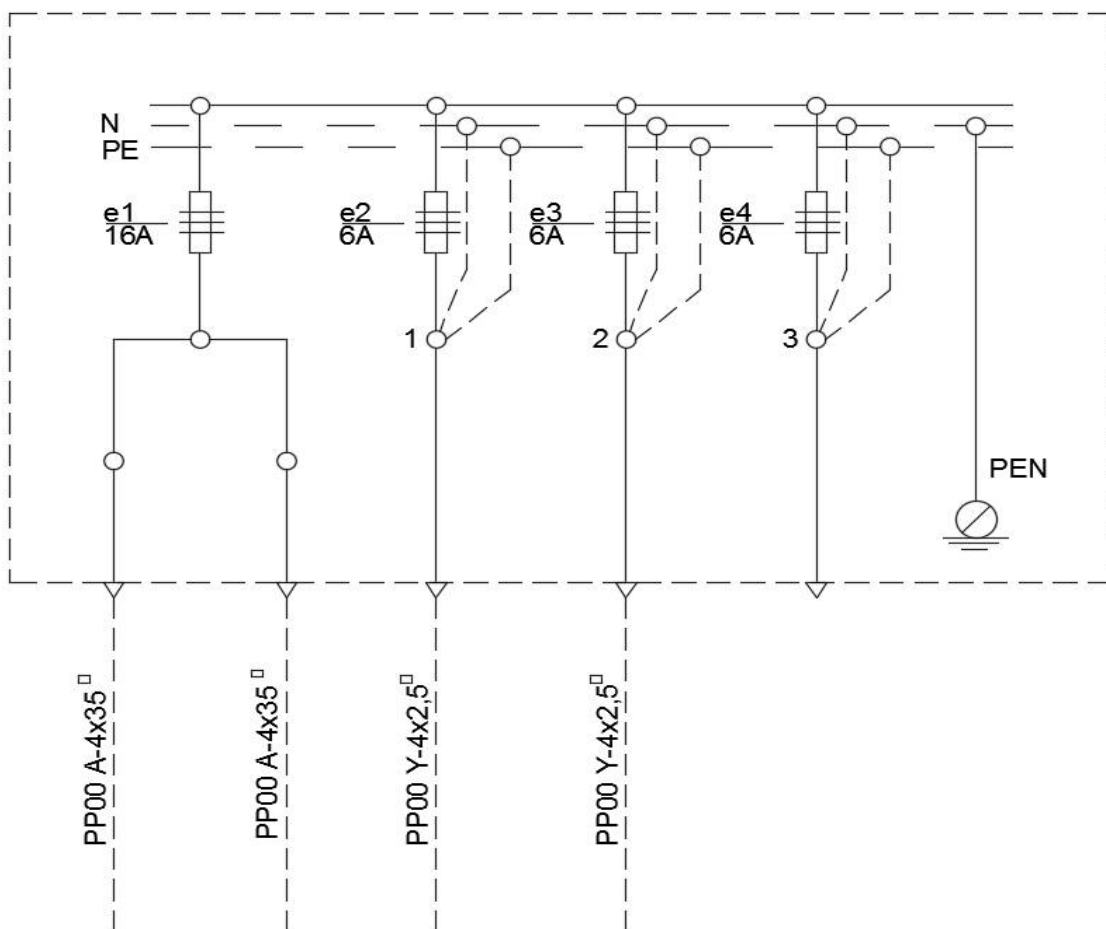 N
PE
e1
16A
e2
6A
e3
6A
e4
6A
1
2
3
PEN
PP00 A-4x35□
PP00 A-4x35□
PP00 Y-4x2,5□
PP00 Y-4x2,5□